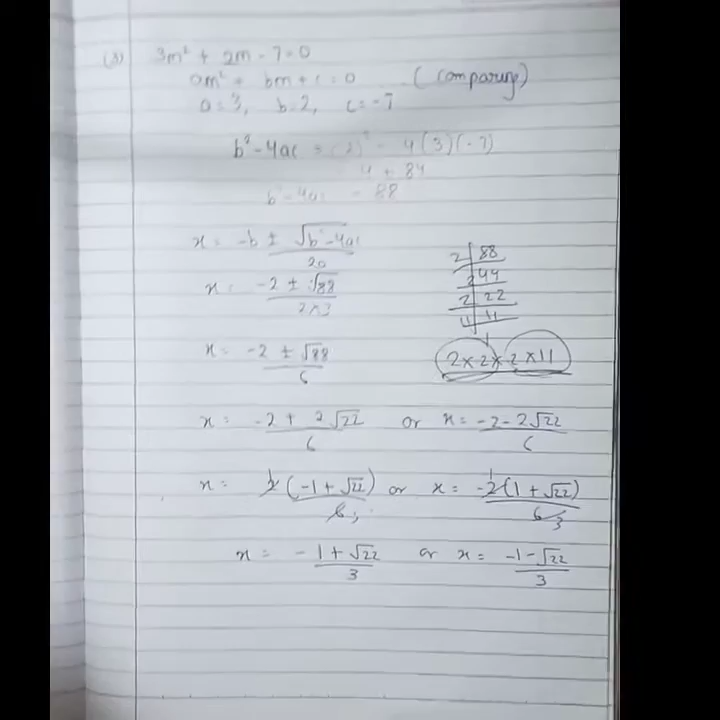 (3) 3m² + 2m - 7 = 0
am² + bm + c = 0 (comparing)
a = 3, b = 2, c = -7
b² - 4ac = (2)² - 4(3)(-7)
4 + 84
b² - 4ac = 88
x = -b ± √b² - 4ac / 2a
x = -2 ± √88 / 2×3
2 | 88
2 | 44
2 | 22
11 | 11
1
x = -2 ± √88 / 6
2×2×2×11
x = -2 + 2√22 / 6 or x = -2 - 2√22 / 6
x = 2(-1 + √22) / 6 3 or x = -2(1 + √22) / 6 3
x = -1 + √22 / 3 or x = -1 - √22 / 3